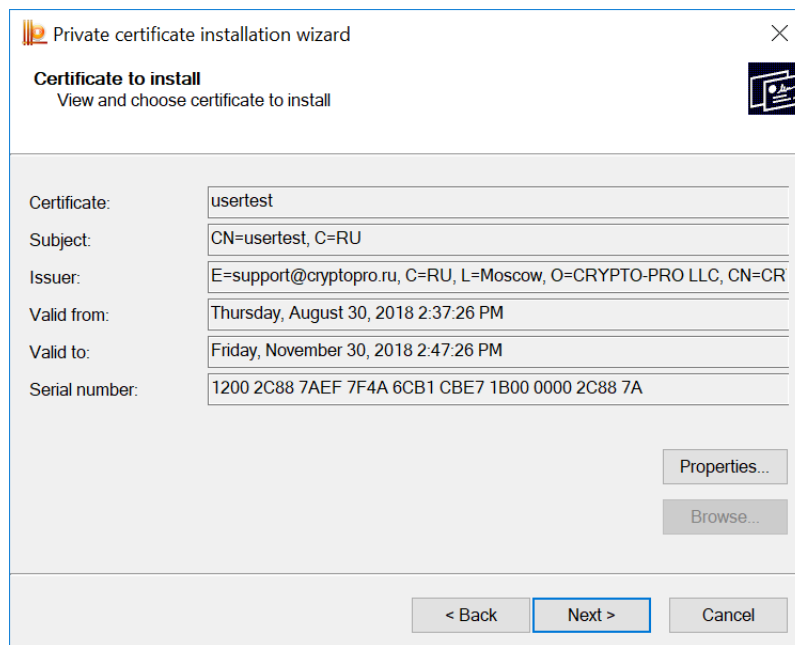 Private certificate installation wizard
Certificate to install
View and choose certificate to install
Certificate: usertest
Subject: CN=usertest, C=RU
Issuer: E=support@cryptopro.ru, C=RU, L=Moscow, O=CRYPTO-PRO LLC, CN=CR
Valid from: Thursday, August 30, 2018 2:37:26 PM
Valid to: Friday, November 30, 2018 2:47:26 PM
Serial number: 1200 2C88 7AEF 7F4A 6CB1 CBE7 1B00 0000 2C88 7A
Properties...
Browse...
< Back Next > Cancel